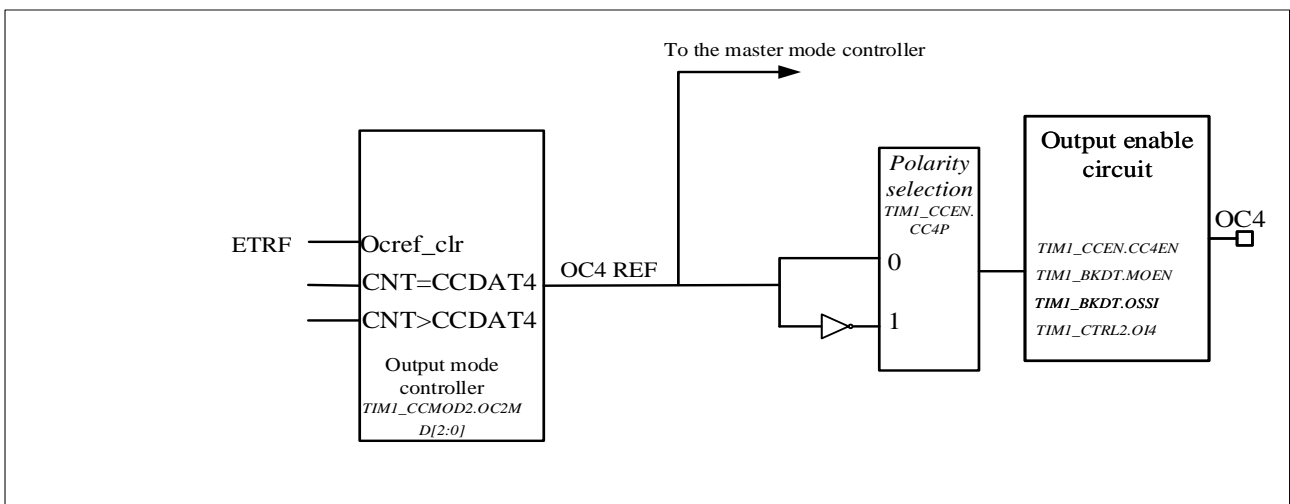 To the master mode controller
ETRF
Ocref_clr
CNT=CCDAT4
CNT>CCDAT4
Output mode
controller
TIM1_CCMOD2.OC2M
D[2:0]
OC4 REF
Polarity
selection
TIM1_CCEN.
CC4P
0
1
Output enable
circuit
TIM1_CCEN.CC4EN
TIM1_BKDT.MOEN
TIM1_BKDT.OSSI
TIM1_CTRL2.OI4
OC4